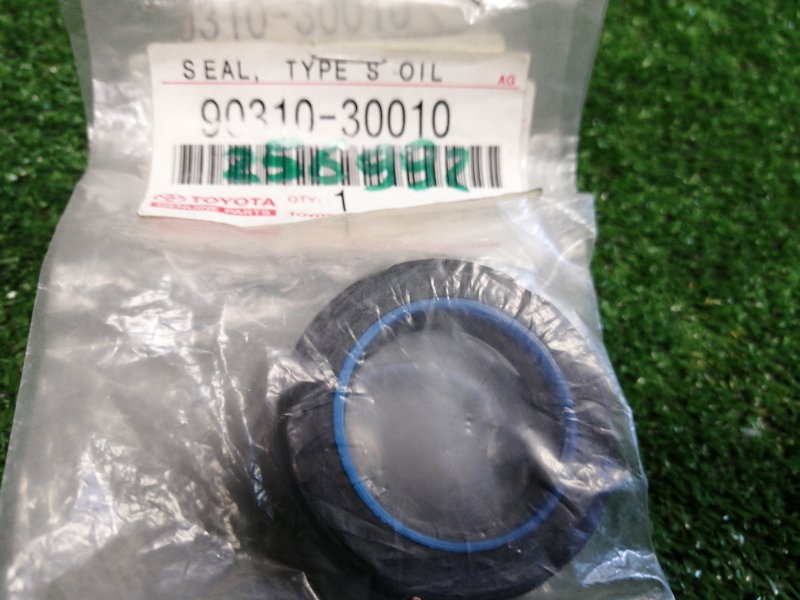 SEAL, TYPE S OIL AG
90310-30010
256992
TOYOTA QTY: 1
GENUINE PARTS